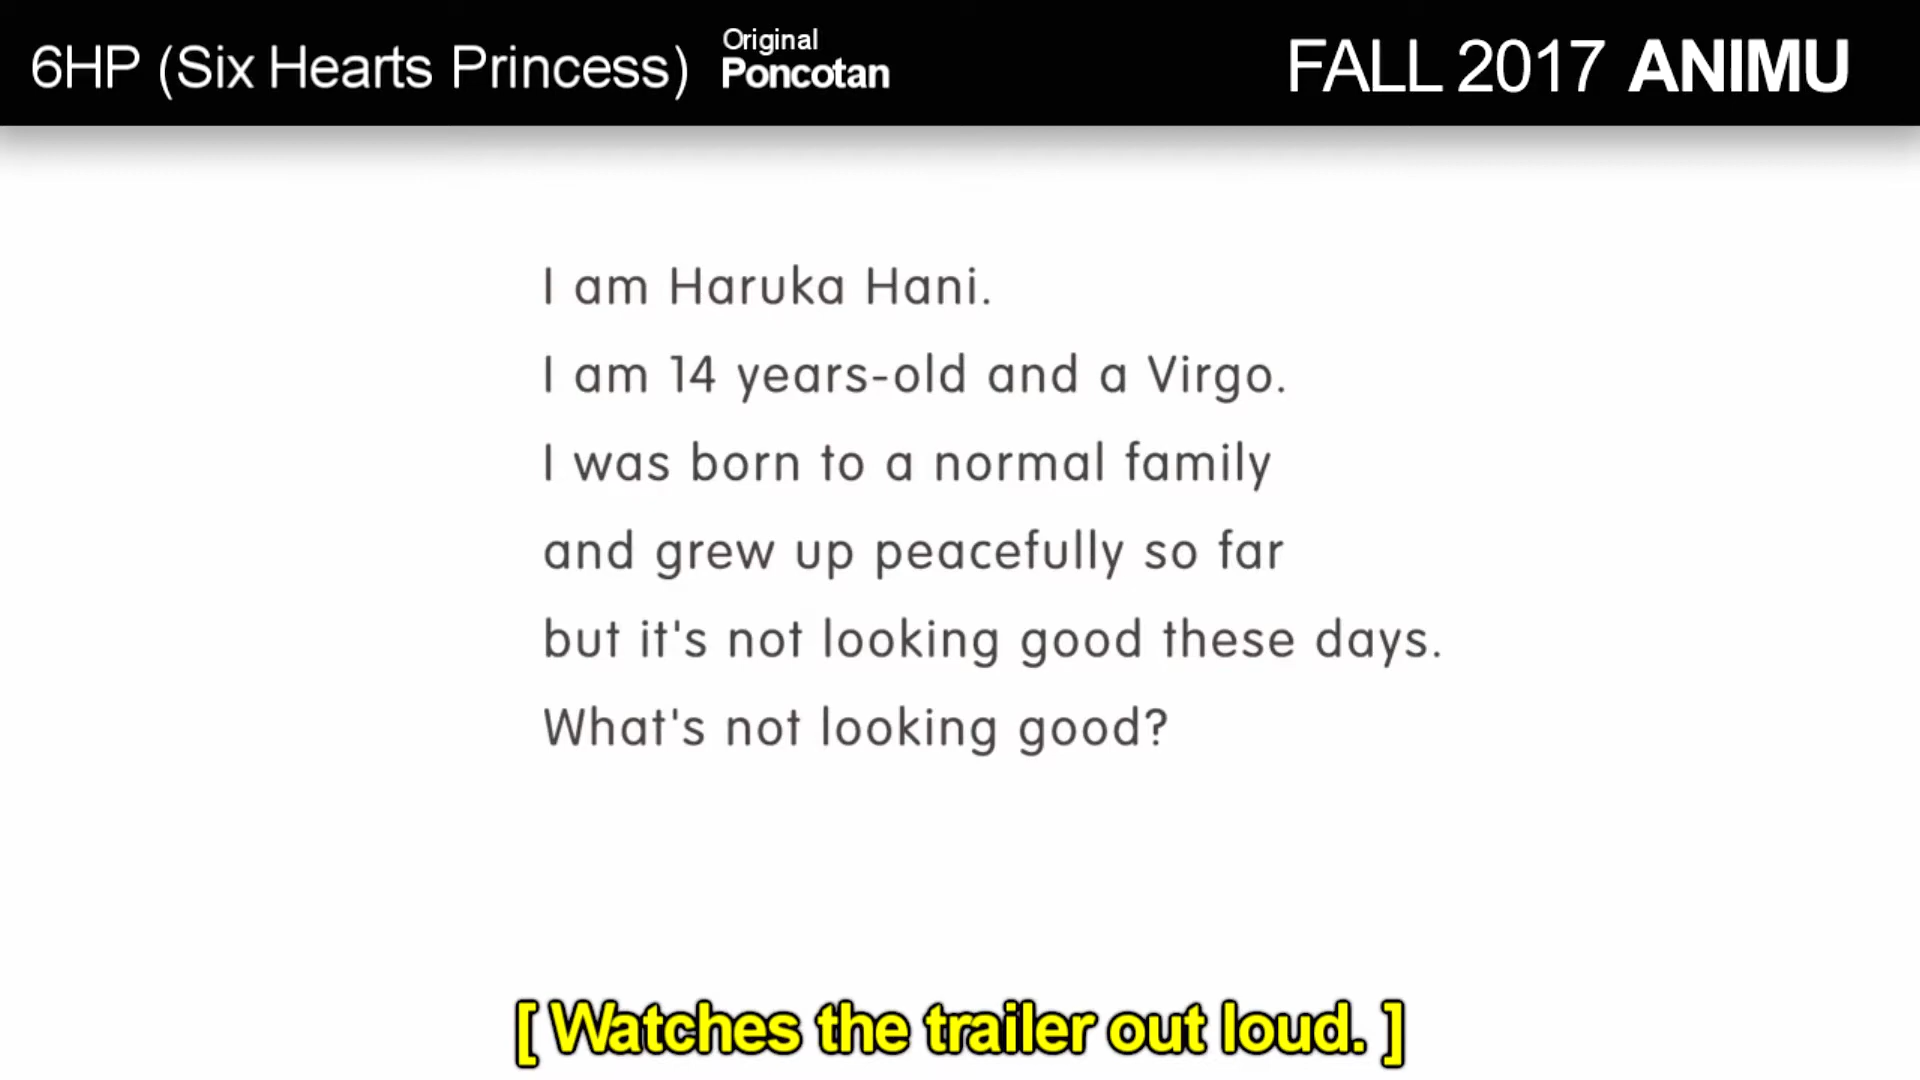 6HP (Six Hearts Princess)
Original
Poncotan
FALL 2017 ANIMU
I am Haruka Hani.
I am 14 years-old and a Virgo.
I was born to a normal family
and grew up peacefully so far
but it's not looking good these days.
What's not looking good?
[ Watches the trailer out loud. ]